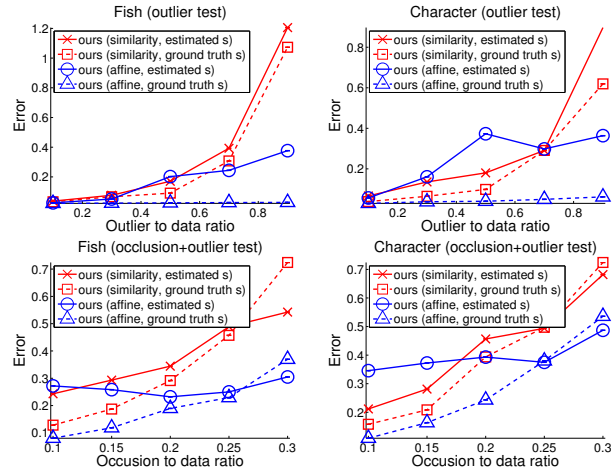 Fish (outlier test)
ours (similarity, estimated s)
ours (similarity, ground truth s)
ours (affine, estimated s)
ours (affine, ground truth s)
Error
1.2
1.0
0.8
0.6
0.4
0.2
0.2 0.4 0.6 0.8
Outlier to data ratio
Character (outlier test)
ours (similarity, estimated s)
ours (similarity, ground truth s)
ours (affine, estimated s)
ours (affine, ground truth s)
Error
0.8
0.6
0.4
0.2
0.2 0.4 0.6 0.8
Outlier to data ratio
Fish (occlusion+outlier test)
ours (similarity, estimated s)
ours (similarity, ground truth s)
ours (affine, estimated s)
ours (affine, ground truth s)
Error
0.7
0.6
0.5
0.4
0.3
0.2
0.1
0.1 0.15 0.2 0.25 0.3
Occusion to data ratio
Character (occlusion+outlier test)
ours (similarity, estimated s)
ours (similarity, ground truth s)
ours (affine, estimated s)
ours (affine, ground truth s)
Error
0.7
0.6
0.5
0.4
0.3
0.2
0.1 0.15 0.2 0.25 0.3
Occusion to data ratio